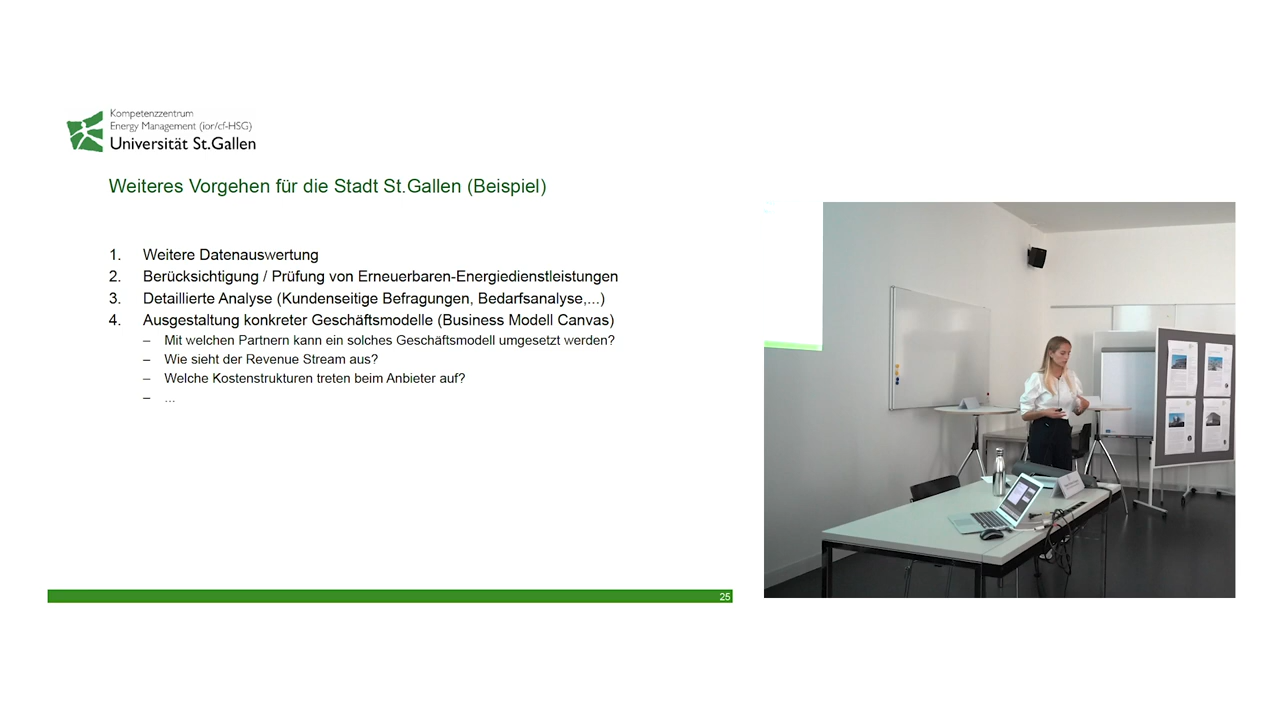 Kompetenzzentrum
Energy Management (ior/cf-HSG)
Universität St.Gallen
Weiteres Vorgehen für die Stadt St.Gallen (Beispiel)
1. Weitere Datenauswertung
2. Berücksichtigung / Prüfung von Erneuerbaren-Energiedienstleistungen
3. Detaillierte Analyse (Kundenseitige Befragungen, Bedarfsanalyse,...)
4. Ausgestaltung konkreter Geschäftsmodelle (Business Modell Canvas)
– Mit welchen Partnern kann ein solches Geschäftsmodell umgesetzt werden?
– Wie sieht der Revenue Stream aus?
– Welche Kostenstrukturen treten beim Anbieter auf?
– ...
25